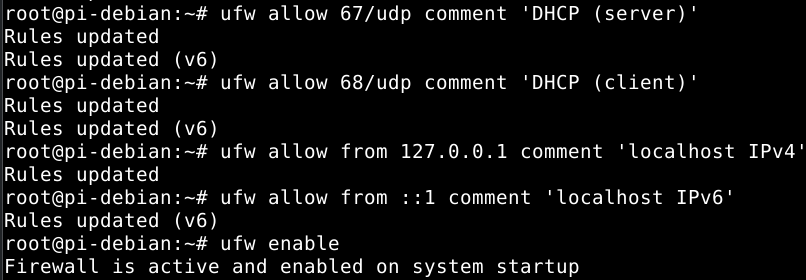 root@pi-debian:~# ufw allow 67/udp comment 'DHCP (server)'
Rules updated
Rules updated (v6)
root@pi-debian:~# ufw allow 68/udp comment 'DHCP (client)'
Rules updated
Rules updated (v6)
root@pi-debian:~# ufw allow from 127.0.0.1 comment 'localhost IPv4'
Rules updated
root@pi-debian:~# ufw allow from ::1 comment 'localhost IPv6'
Rules updated (v6)
root@pi-debian:~# ufw enable
Firewall is active and enabled on system startup